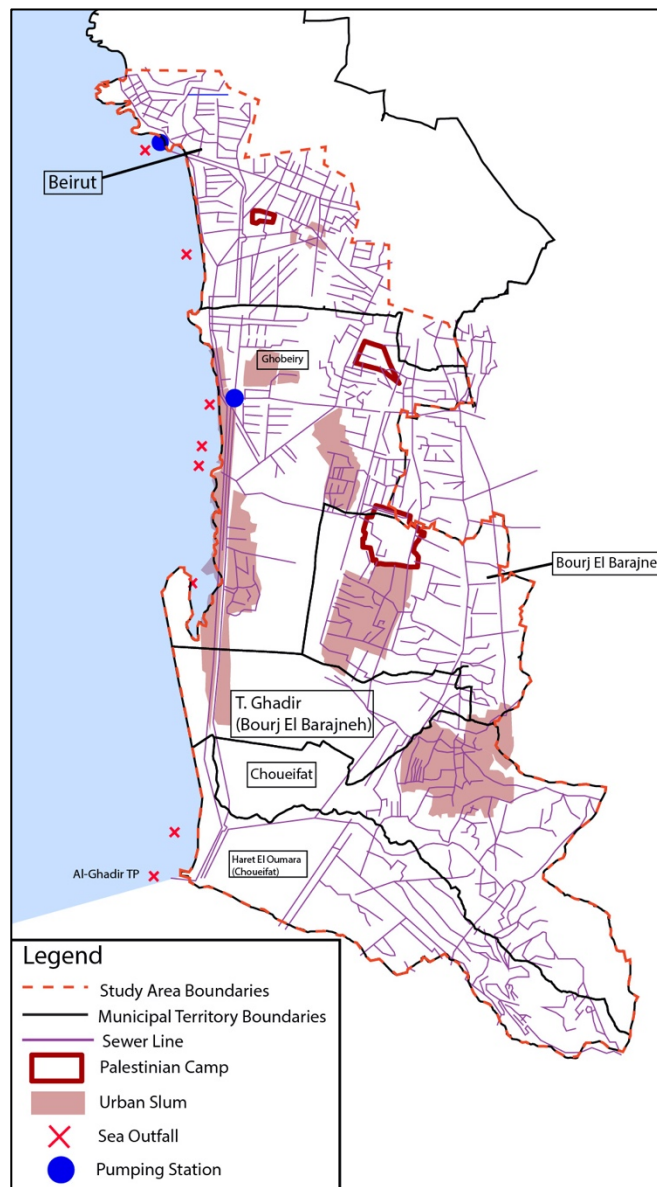 Beirut
Ghobeiry
Bourj El Barajne
T. Ghadir
(Bourj El Barajneh)
Choueifat
Haret El Oumara
(Choueifat)
Al-Ghadir TP
Legend
Study Area Boundaries
Municipal Territory Boundaries
Sewer Line
Palestinian Camp
Urban Slum
Sea Outfall
Pumping Station